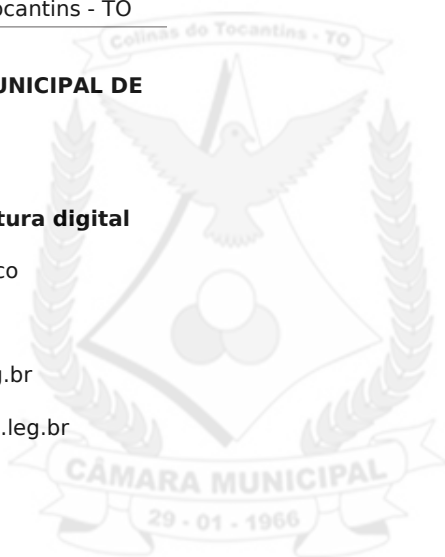 ocantins - TO
Colinas do Tocantins - TO
UNICIPAL DE
tura digital
co
g.br
.leg.br
CÂMARA MUNICIPAL
29 - 01 - 1966